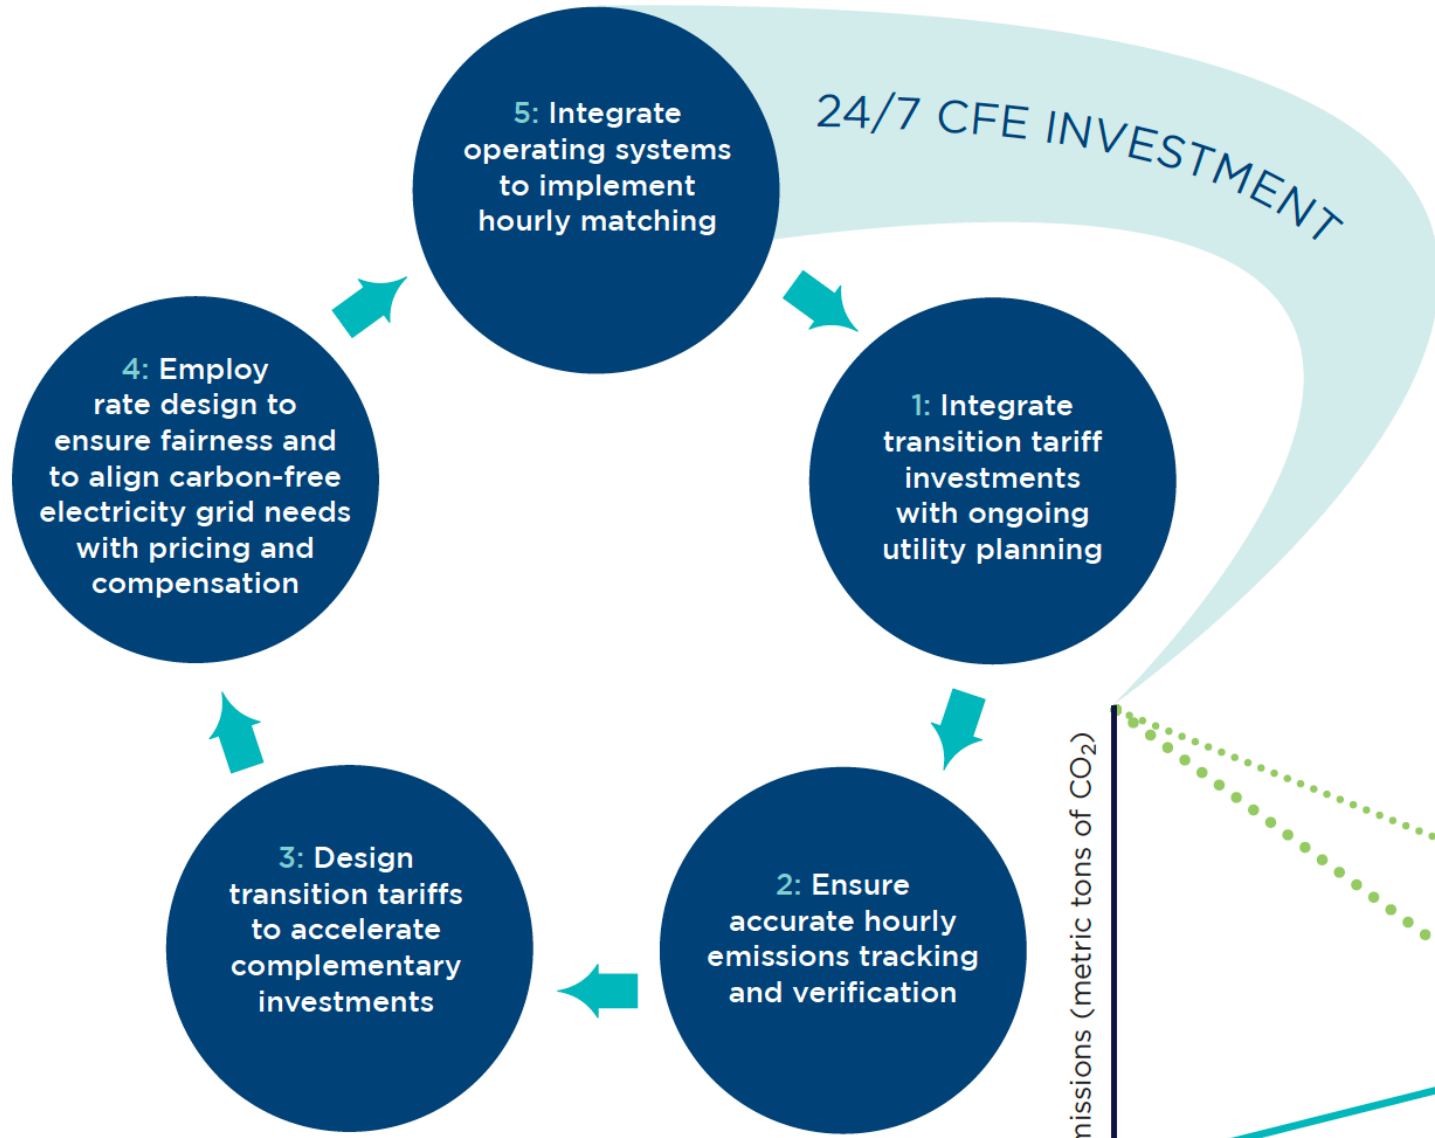 5: Integrate
operating systems
to implement
hourly matching
24/7 CFE INVESTMENT
4: Employ
rate design to
ensure fairness and
to align carbon-free
electricity grid needs
with pricing and
compensation
1: Integrate
transition tariff
investments
with ongoing
utility planning
3: Design
transition tariffs
to accelerate
complementary
investments
2: Ensure
accurate hourly
emissions tracking
and verification
missions (metric tons of CO₂)